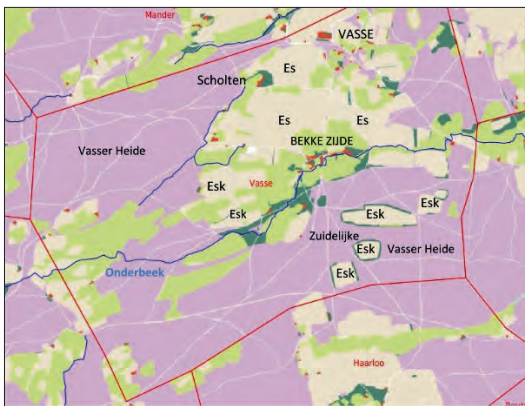 Mander
VASSE
Es
Scholten
Es
Es
Vasser Heide
BEKKE ZIJDE
Esk
Vasse
Esk
Esk
Esk
Zuidelijke
Esk
Vasser Heide
Esk
Onderbeek
Haarloo